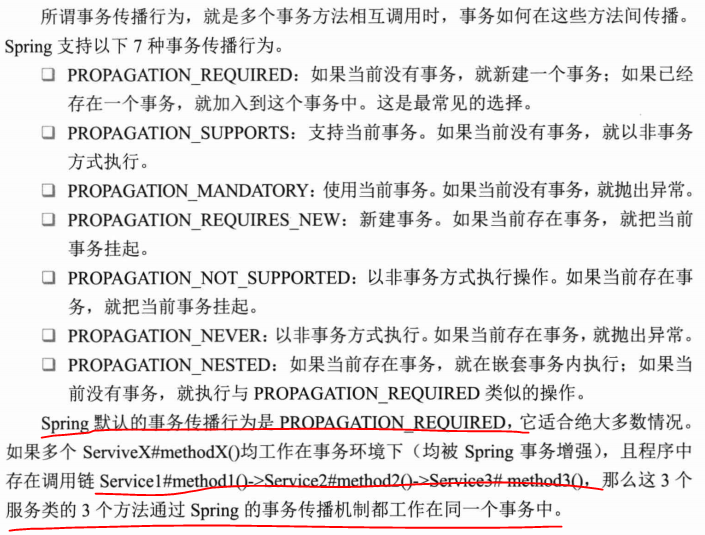 所谓事务传播行为，就是多个事务方法相互调用时，事务如何在这些方法间传播。
Spring 支持以下 7 种事务传播行为。
❑ PROPAGATION_REQUIRED：如果当前没有事务，就新建一个事务；如果已经
存在一个事务，就加入到这个事务中。这是最常见的选择。
❑ PROPAGATION_SUPPORTS：支持当前事务。如果当前没有事务，就以非事务
方式执行。
❑ PROPAGATION_MANDATORY：使用当前事务。如果当前没有事务，就抛出异常。
❑ PROPAGATION_REQUIRES_NEW：新建事务。如果当前存在事务，就把当前
事务挂起。
❑ PROPAGATION_NOT_SUPPORTED：以非事务方式执行操作。如果当前存在事
务，就把当前事务挂起。
❑ PROPAGATION_NEVER：以非事务方式执行。如果当前存在事务，就抛出异常。
❑ PROPAGATION_NESTED：如果当前存在事务，就在嵌套事务内执行；如果当
前没有事务，就执行与 PROPAGATION_REQUIRED 类似的操作。
Spring 默认的事务传播行为是 PROPAGATION_REQUIRED，它适合绝大多数情况。
如果多个 ServiveX#methodX()均工作在事务环境下（均被 Spring 事务增强），且程序中
存在调用链 Service1#method1()->Service2#method2()->Service3# method3()，那么这 3 个
服务类的 3 个方法通过 Spring 的事务传播机制都工作在同一个事务中。